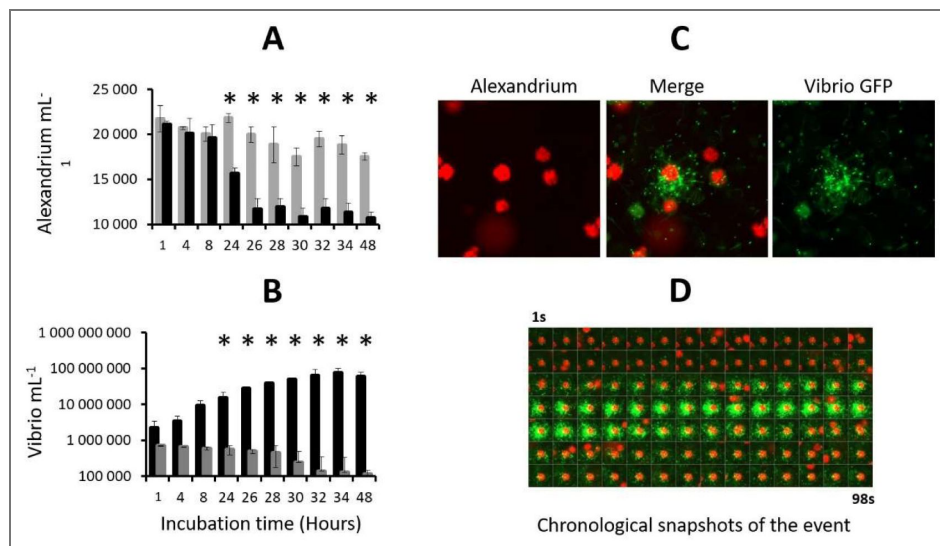 A
Alexandrium mL-
1
25 000
20 000
15 000
10 000
* * * * * * * *
1 4 8 24 26 28 30 32 34 48
B
Vibrio mL-1
1 000 000 000
100 000 000
10 000 000
1 000 000
100 000
* * * * * * * *
1 4 8 24 26 28 30 32 34 48
Incubation time (Hours)
C
Alexandrium Merge Vibrio GFP
D
1s
98s
Chronological snapshots of the event